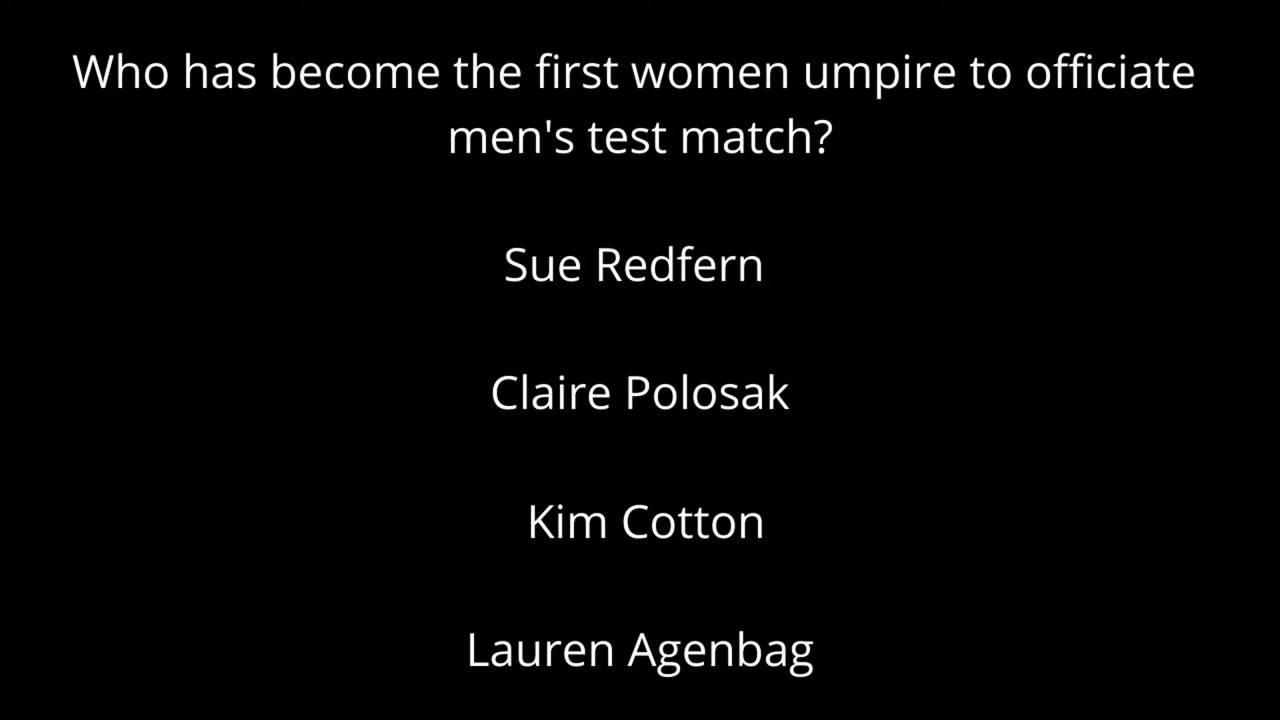 Who has become the first women umpire to officiate
men's test match?
Sue Redfern
Claire Polosak
Kim Cotton
Lauren Agenbag